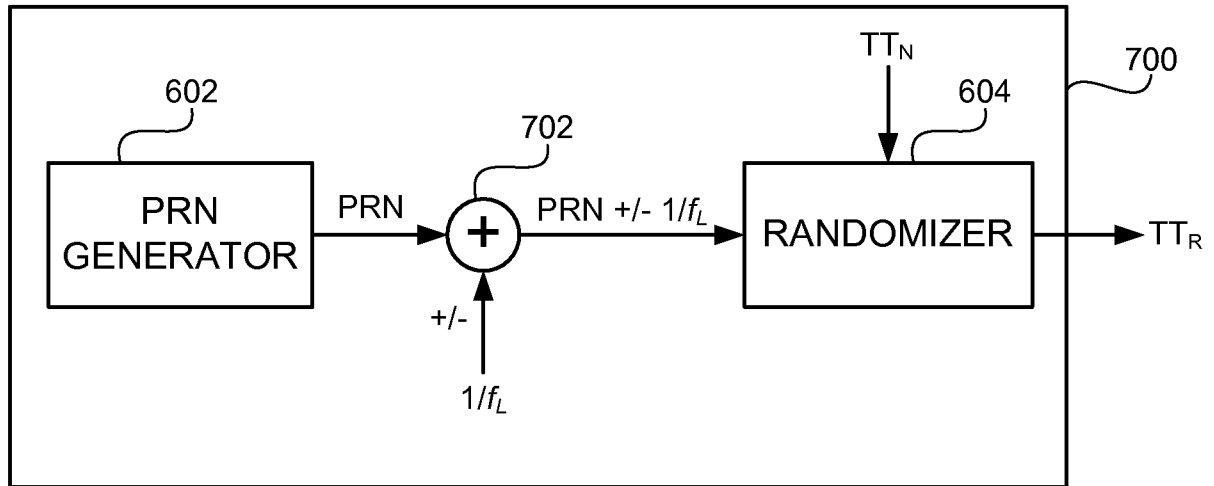 TT_N
700
602
702
604
PRN
GENERATOR
PRN
+
PRN +/- 1/f_L
RANDOMIZER
TT_R
+/-
1/f_L